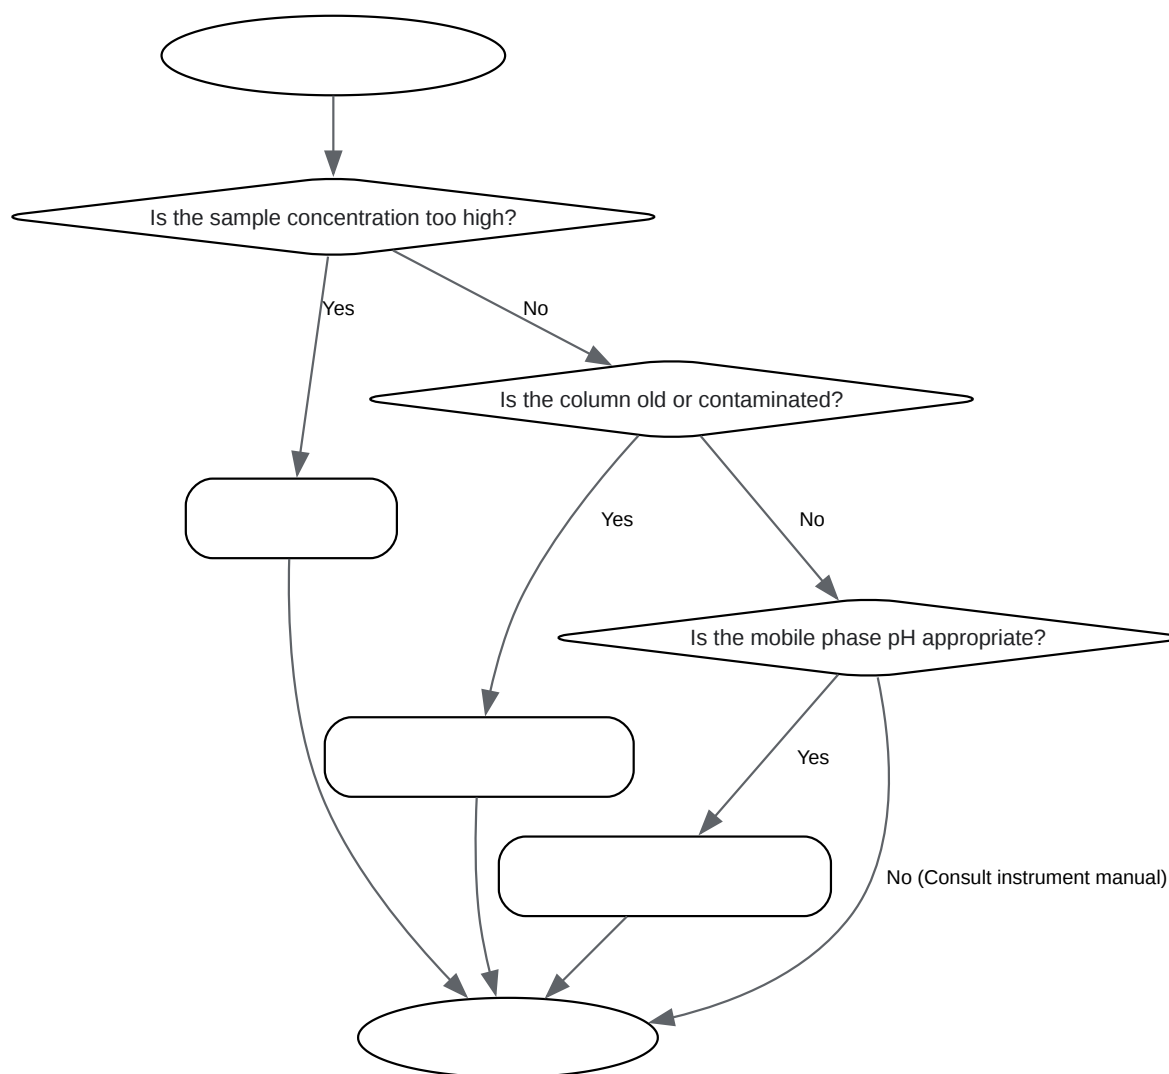 Is the sample concentration too high?
Yes
No
Is the column old or contaminated?
Yes
No
Is the mobile phase pH appropriate?
Yes
No (Consult instrument manual)